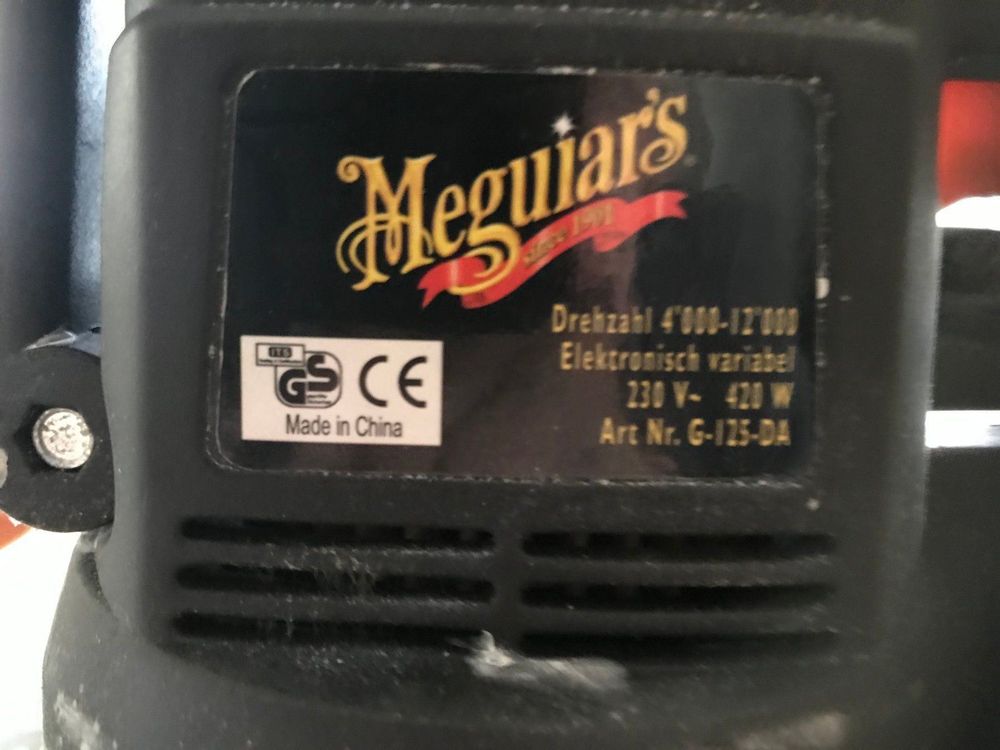 Meguiar's
since 1901
Drehzahl 4'000-12'000
Elektronisch variabel
230 V~ 420 W
Art Nr. G-125-DA
ITS
GS
CE
Made in China